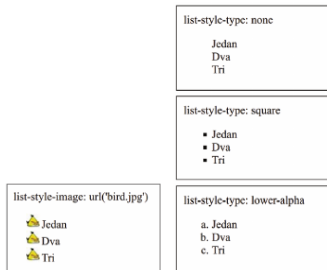 list-style-type: none
Jedan
Dva
Tri
list-style-type: square
▪ Jedan
▪ Dva
▪ Tri
list-style-image: url('bird.jpg')
Jedan
Dva
Tri
list-style-type: lower-alpha
a. Jedan
b. Dva
c. Tri